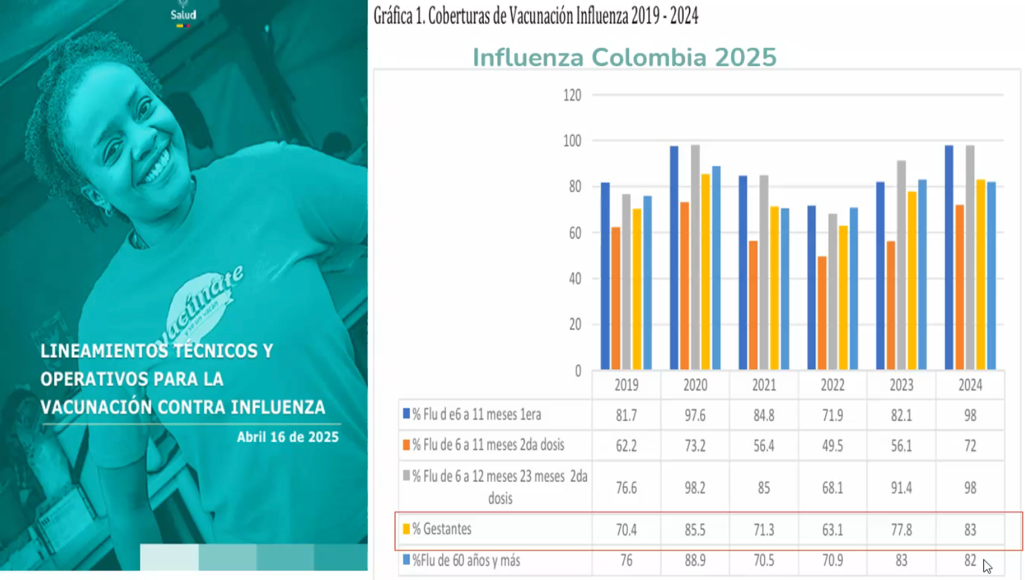 Salud
vacúnate
LINEAMIENTOS TÉCNICOS Y
OPERATIVOS PARA LA
VACUNACIÓN CONTRA INFLUENZA
Abril 16 de 2025
Gráfica 1. Coberturas de Vacunación Influenza 2019 - 2024
Influenza Colombia 2025
120
100
80
60
40
20
0
2019 2020 2021 2022 2023 2024
% Flu d e6 a 11 meses 1era 81.7 97.6 84.8 71.9 82.1 98
% Flu de 6 a 11 meses 2da dosis 62.2 73.2 56.4 49.5 56.1 72
% Flu de 6 a 12 meses 23 meses 2da
dosis 76.6 98.2 85 68.1 91.4 98
% Gestantes 70.4 85.5 71.3 63.1 77.8 83
%Flu de 60 años y más 76 88.9 70.5 70.9 83 82